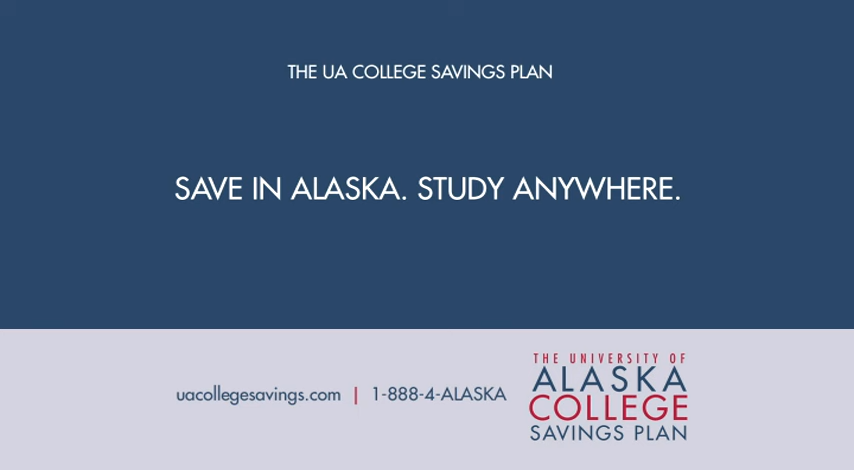 THE UA COLLEGE SAVINGS PLAN
SAVE IN ALASKA. STUDY ANYWHERE.
uacollegesavings.com | 1-888-4-ALASKA
THE UNIVERSITY OF
ALASKA
COLLEGE
SAVINGS PLAN